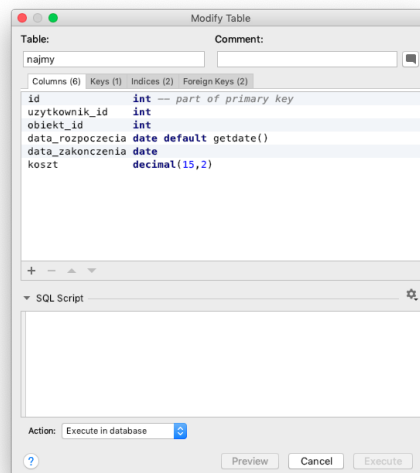 Modify Table
Table: Comment:
najmy
Columns (6) Keys (1) Indices (2) Foreign Keys (2)
id int -- part of primary key
uzytkownik_id int
obiekt_id int
data_rozpoczecia date default getdate()
data_zakonczenia date
koszt decimal(15,2)
SQL Script
Action: Execute in database
? Preview Cancel Execute